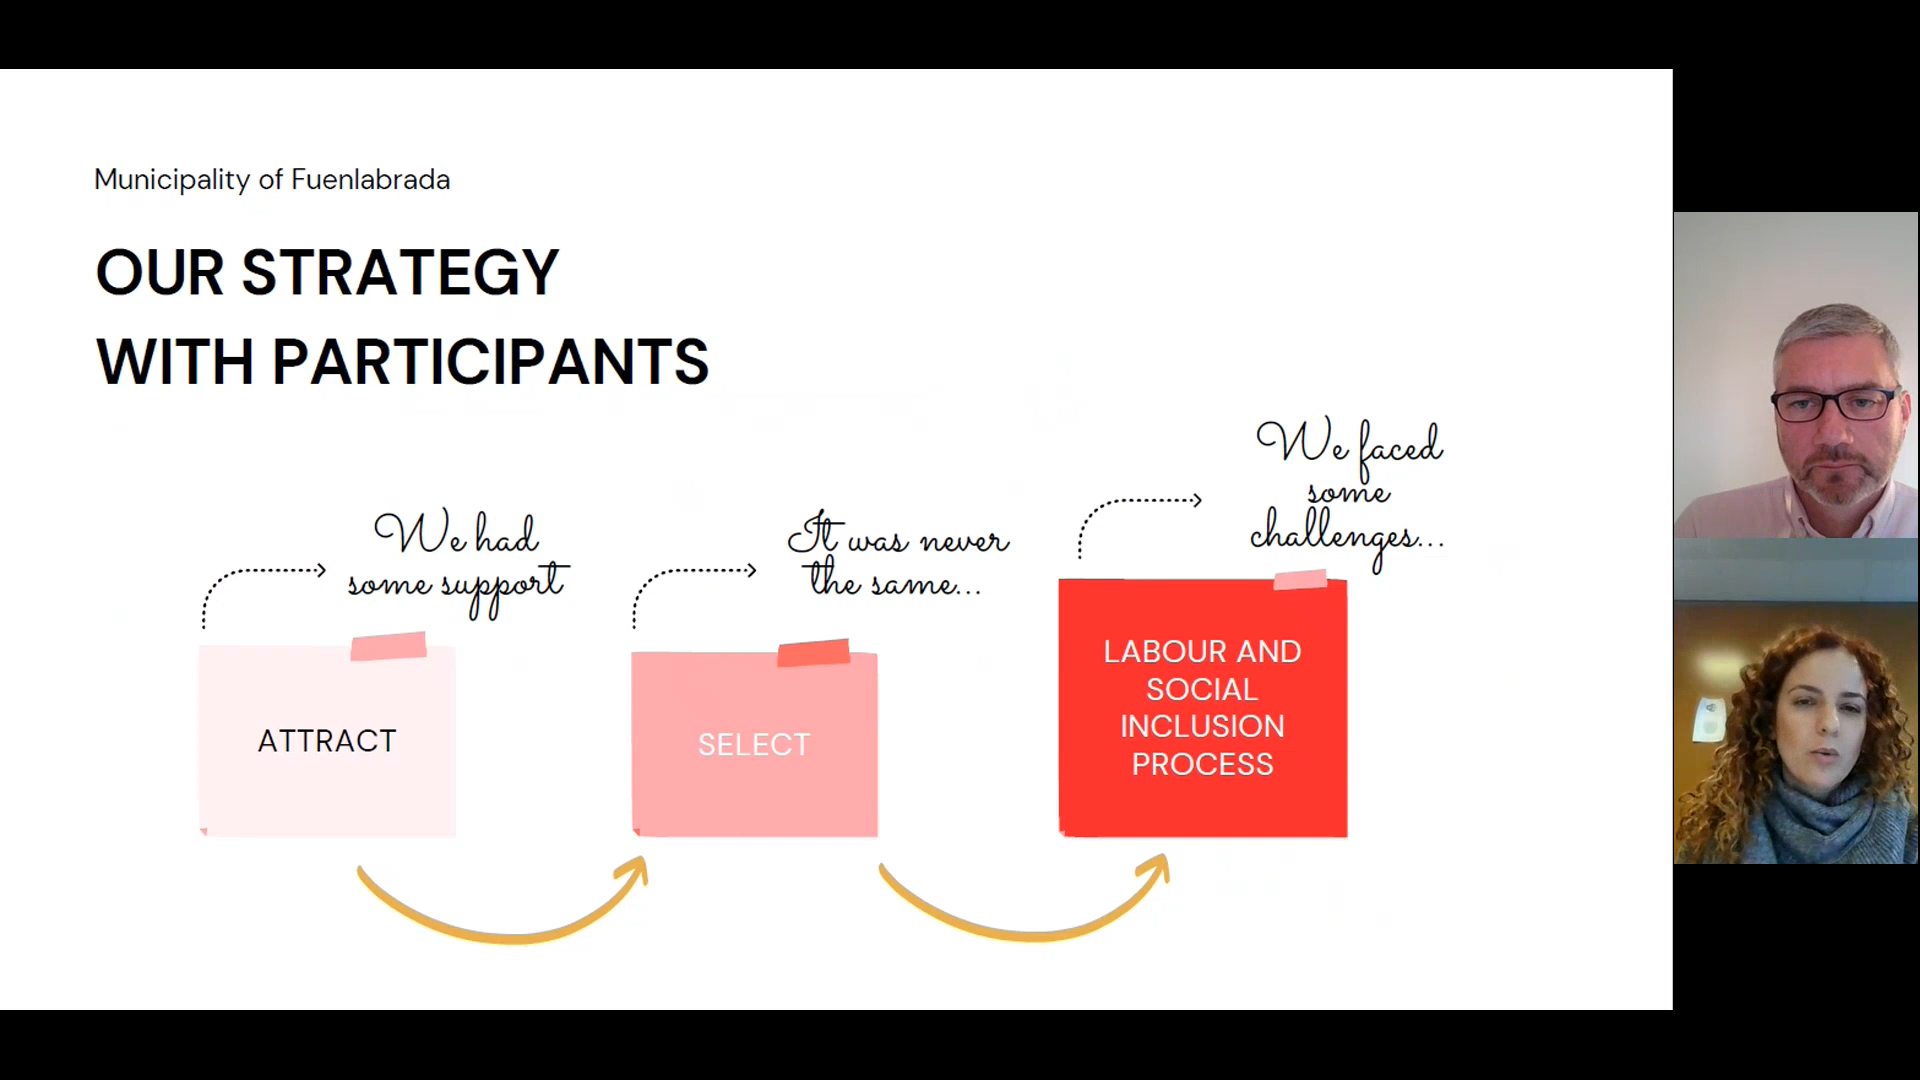 Municipality of Fuenlabrada
OUR STRATEGY
WITH PARTICIPANTS
We had
some support
ATTRACT
It was never
the same...
SELECT
We faced
some
challenges...
LABOUR AND
SOCIAL
INCLUSION
PROCESS